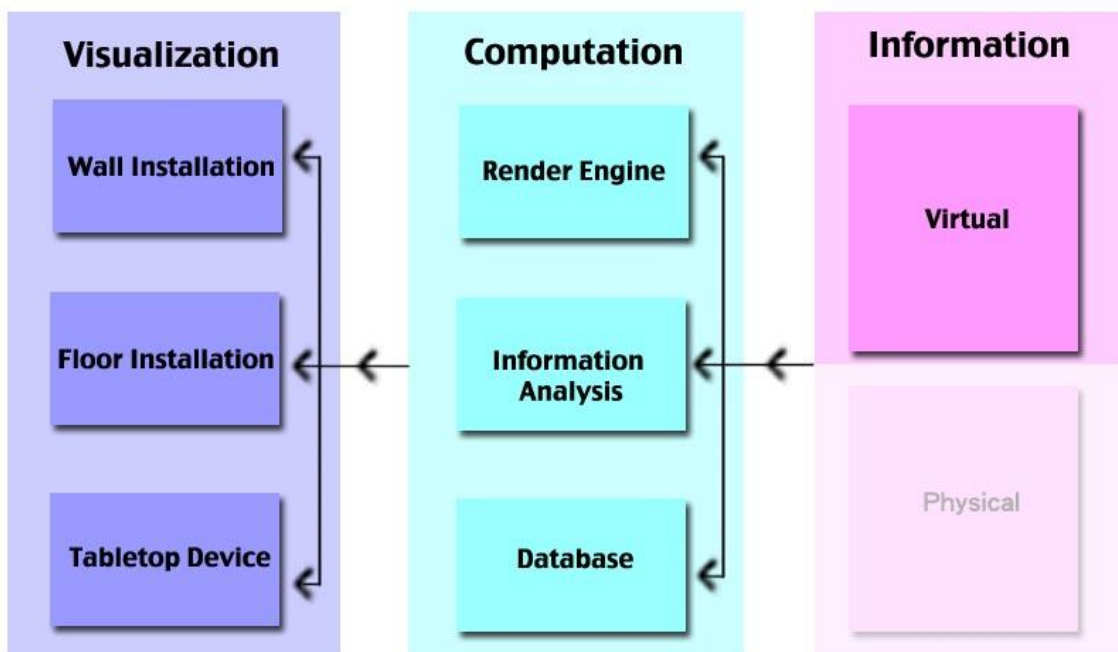 Visualization
Wall Installation
Floor Installation
Tabletop Device
Computation
Render Engine
Information
Analysis
Database
Information
Virtual
Physical